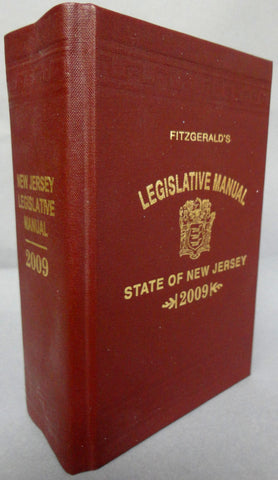 NEW JERSEY
LEGISLATIVE
MANUAL
2009
FITZGERALD'S
LEGISLATIVE MANUAL
STATE OF NEW JERSEY
2009